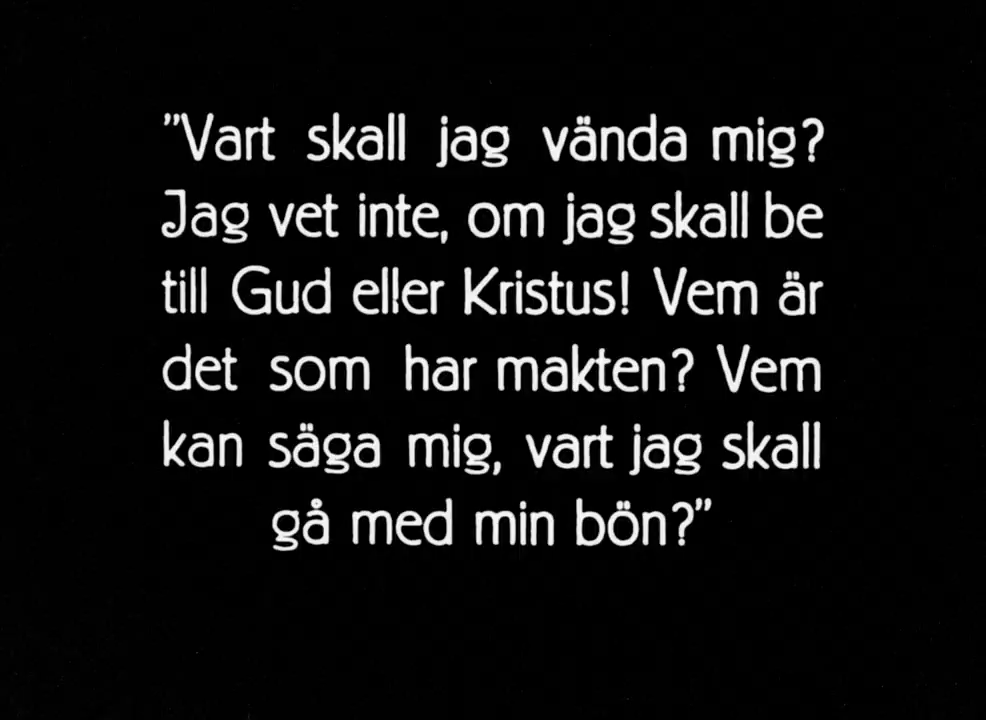 "Vart skall jag vända mig?
Jag vet inte, om jag skall be
till Gud eller Kristus! Vem är
det som har makten? Vem
kan säga mig, vart jag skall
gå med min bön?"